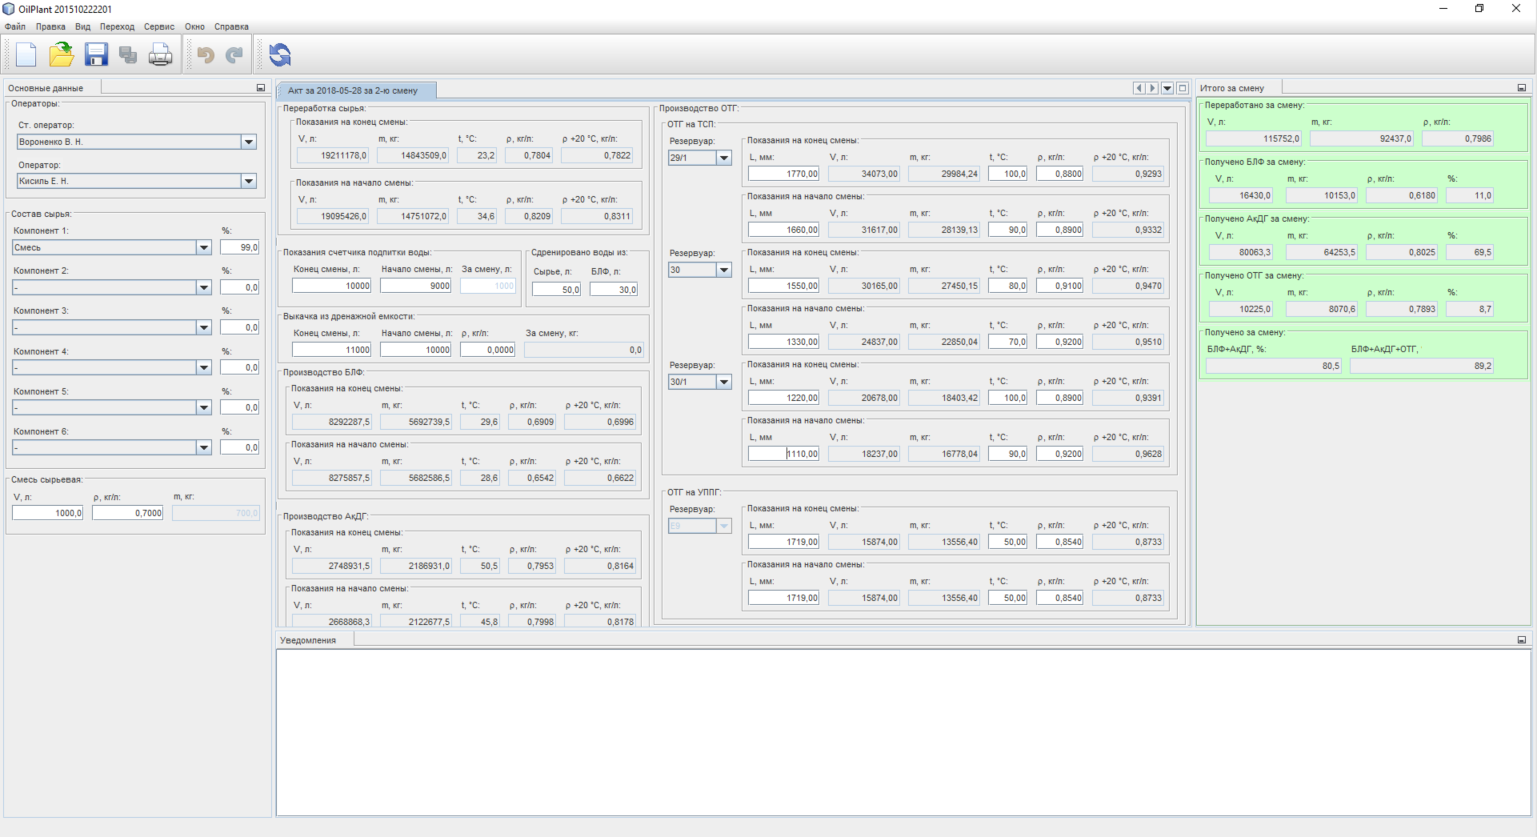 OilPlant 201510222201
Файл Правка Вид Переход Сервис Окно Справка
Основные данные
Операторы:
Ст. оператор:
Вороненко В. Н.
Оператор:
Кисиль Е. Н.
Состав сырья:
Компонент 1: %:
Смесь 99,0
Компонент 2: %:
- 0,0
Компонент 3: %:
- 0,0
Компонент 4: %:
- 0,0
Компонент 5: %:
- 0,0
Компонент 6: %:
- 0,0
Смесь сырьевая:
V, л: ρ, кг/л: m, кг:
1000,0 0,7000 700,0
Акт за 2018-05-28 за 2-ю смену
Переработка сырья:
Показания на конец смены:
V, л: m, кг: t, °C: ρ, кг/л: ρ +20 °C, кг/л:
19211178,0 14843509,0 23,2 0,7804 0,7822
Показания на начало смены:
V, л: m, кг: t, °C: ρ, кг/л: ρ +20 °C, кг/л:
19095426,0 14751072,0 34,6 0,8209 0,8311
Показания счетчика подпитки воды:
Конец смены, л: Начало смены, л: За смену, л:
10000 9000 1000
Сдренировано воды из:
Сырье, л: БЛФ, л:
50,0 30,0
Выкачка из дренажной емкости:
Конец смены, л: Начало смены, л: ρ, кг/л: За смену, кг:
11000 10000 0,0000 0,0
Производство БЛФ:
Показания на конец смены:
V, л: m, кг: t, °C: ρ, кг/л: ρ +20 °C, кг/л:
8292287,5 5692739,5 29,6 0,6909 0,6996
Показания на начало смены:
V, л: m, кг: t, °C: ρ, кг/л: ρ +20 °C, кг/л:
8275857,5 5682586,5 28,6 0,6542 0,6622
Производство АкДГ:
Показания на конец смены:
V, л: m, кг: t, °C: ρ, кг/л: ρ +20 °C, кг/л:
2748931,5 2186931,0 50,5 0,7953 0,8164
Показания на начало смены:
V, л: m, кг: t, °C: ρ, кг/л: ρ +20 °C, кг/л:
2668868,3 2122677,5 45,8 0,7998 0,8178
Производство ОТГ:
ОТГ на ТСП:
Резервуар:
29/1
Показания на конец смены:
L, мм: V, л: m, кг: t, °C: ρ, кг/л: ρ +20 °C, кг/л:
1770,00 34073,00 29984,24 100,0 0,8800 0,9293
Показания на начало смены:
L, мм V, л: m, кг: t, °C: ρ, кг/л: ρ +20 °C, кг/л:
1660,00 31617,00 28139,13 90,0 0,8900 0,9332
Резервуар:
30
Показания на конец смены:
L, мм: V, л: m, кг: t, °C: ρ, кг/л: ρ +20 °C, кг/л:
1550,00 30165,00 27450,15 80,0 0,9100 0,9470
Показания на начало смены:
L, мм V, л: m, кг: t, °C: ρ, кг/л: ρ +20 °C, кг/л:
1330,00 24837,00 22850,04 70,0 0,9200 0,9510
Резервуар:
30/1
Показания на конец смены:
L, мм: V, л: m, кг: t, °C: ρ, кг/л: ρ +20 °C, кг/л:
1220,00 20678,00 18403,42 100,0 0,8900 0,9391
Показания на начало смены:
L, мм V, л: m, кг: t, °C: ρ, кг/л: ρ +20 °C, кг/л:
1110,00 18237,00 16778,04 90,0 0,9200 0,9628
ОТГ на УППГ:
Резервуар:
E9
Показания на конец смены:
L, мм: V, л: m, кг: t, °C: ρ, кг/л: ρ +20 °C, кг/л:
1719,00 15874,00 13556,40 50,00 0,8540 0,8733
Показания на начало смены:
L, мм: V, л: m, кг: t, °C: ρ, кг/л: ρ +20 °C, кг/л:
1719,00 15874,00 13556,40 50,00 0,8540 0,8733
Итого за смену
Переработано за смену:
V, л: m, кг: ρ, кг/л:
115752,0 92437,0 0,7986
Получено БЛФ за смену:
V, л: m, кг: ρ, кг/л: %:
16430,0 10153,0 0,6180 11,0
Получено АкДГ за смену:
V, л: m, кг: ρ, кг/л: %:
80063,3 64253,5 0,8025 69,5
Получено ОТГ за смену:
V, л: m, кг: ρ, кг/л: %:
10225,0 8070,6 0,7893 8,7
Получено за смену:
БЛФ+АкДГ, %: БЛФ+АкДГ+ОТГ,
80,5 89,2
Уведомления